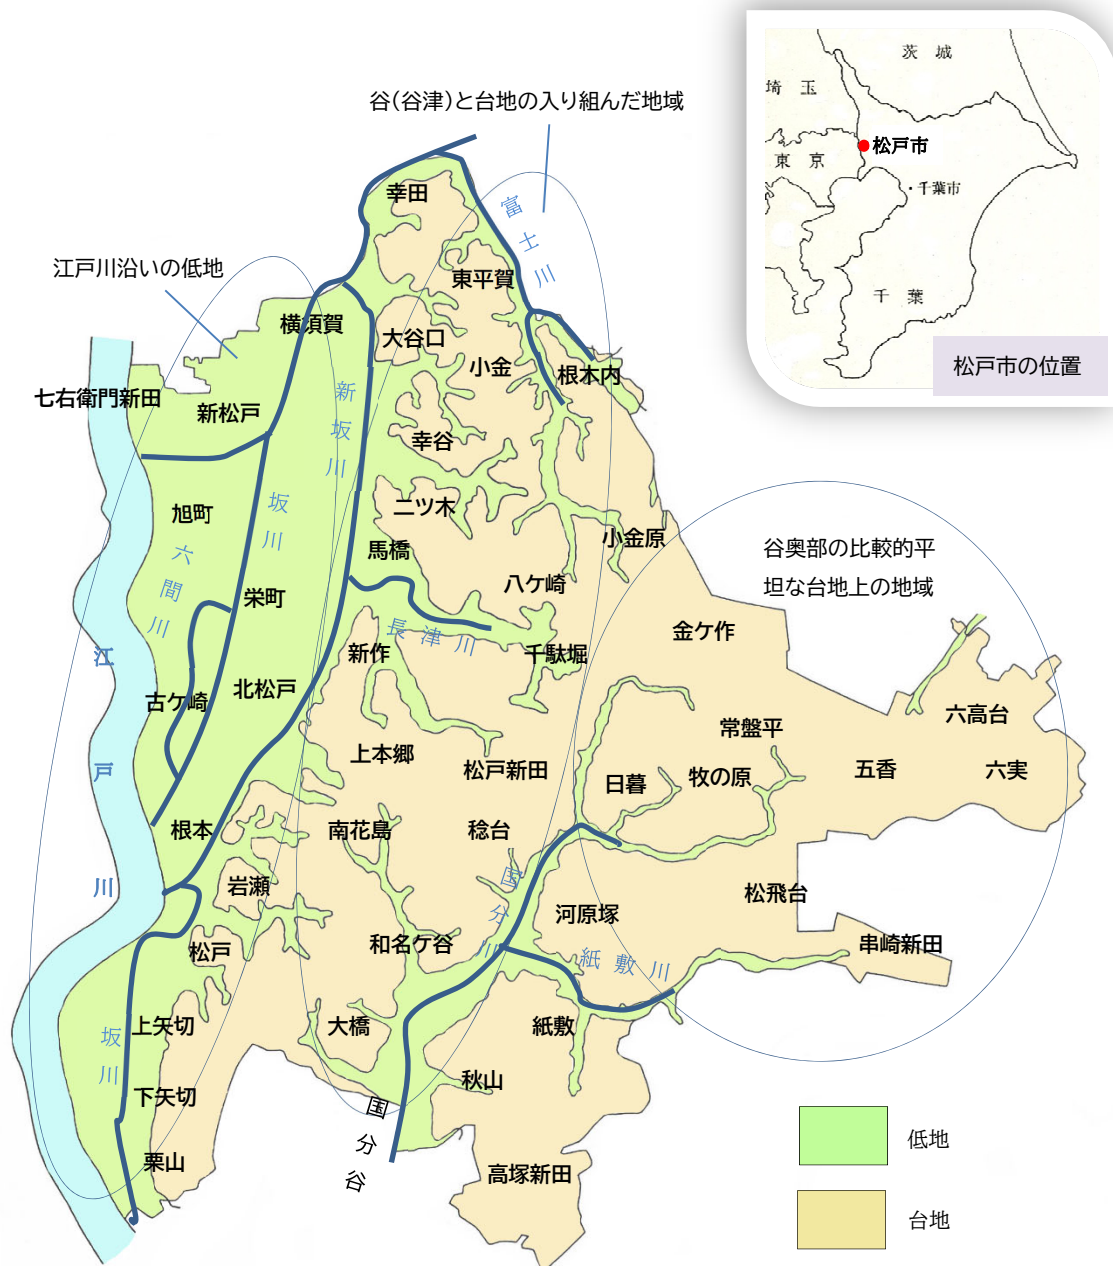 茨城
埼玉
東京
松戸市
千葉市
千葉
松戸市の位置
谷(谷津)と台地の入り組んだ地域
江戸川沿いの低地
谷奥部の比較的平
坦な台地上の地域
幸田
富士川
東平賀
横須賀
大谷口
小金
根木内
七右衛門新田
新松戸
新坂川
幸谷
旭町
坂川
二ツ木
小金原
六間川
馬橋
八ケ崎
栄町
長津川
金ケ作
江戸川
新作
千駄堀
古ケ崎
北松戸
六高台
常盤平
上本郷
松戸新田
日暮
牧の原
五香
六実
根本
南花島
稔台
岩瀬
国分川
松飛台
河原塚
松戸
和名ケ谷
紙敷川
串崎新田
坂川
上矢切
大橋
紙敷
下矢切
秋山
国分谷
栗山
高塚新田
低地
台地